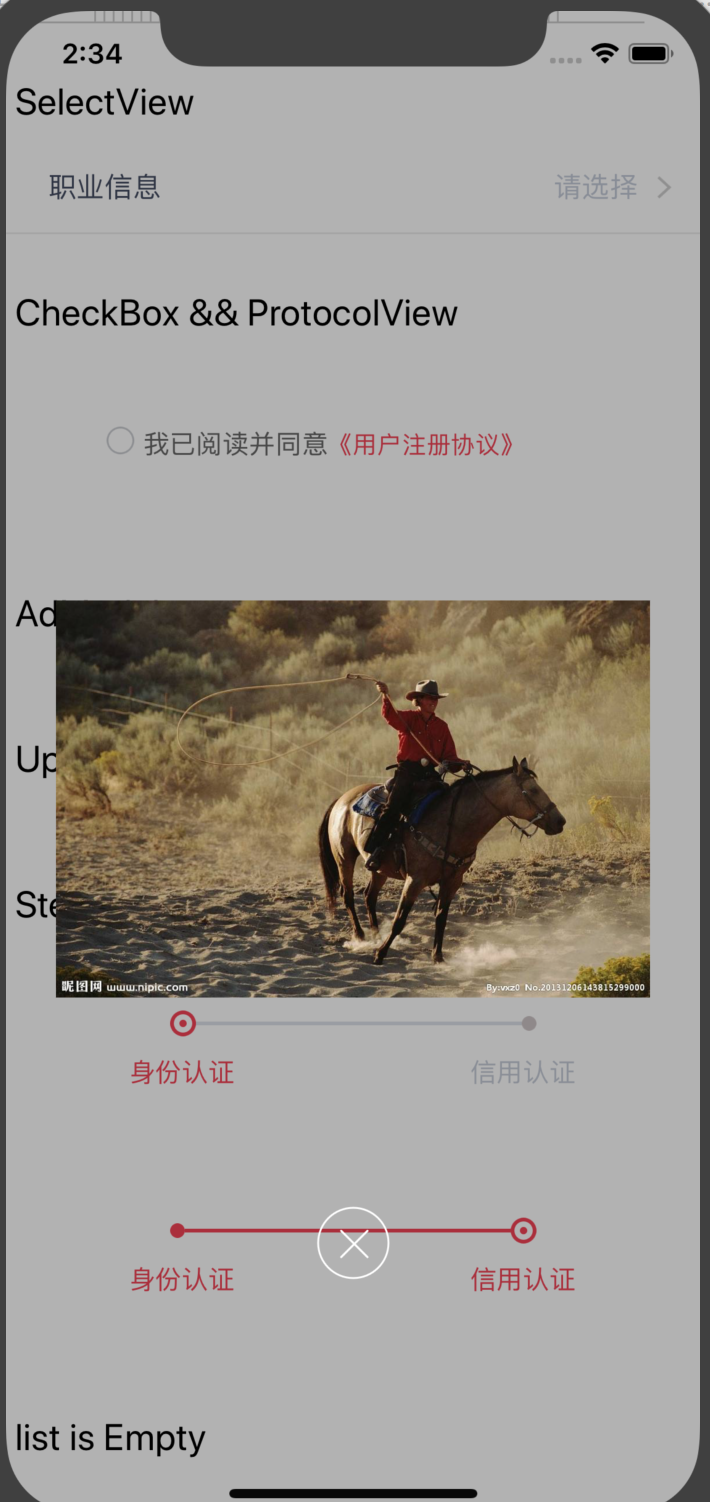 2:34
SelectView
职业信息 请选择
CheckBox && ProtocolView
我已阅读并同意《用户注册协议》
Ad
Up
Ste
昵图网 www.nipic.com By:vxz0 No.20131206143815299000
身份认证 信用认证
身份认证 信用认证
list is Empty